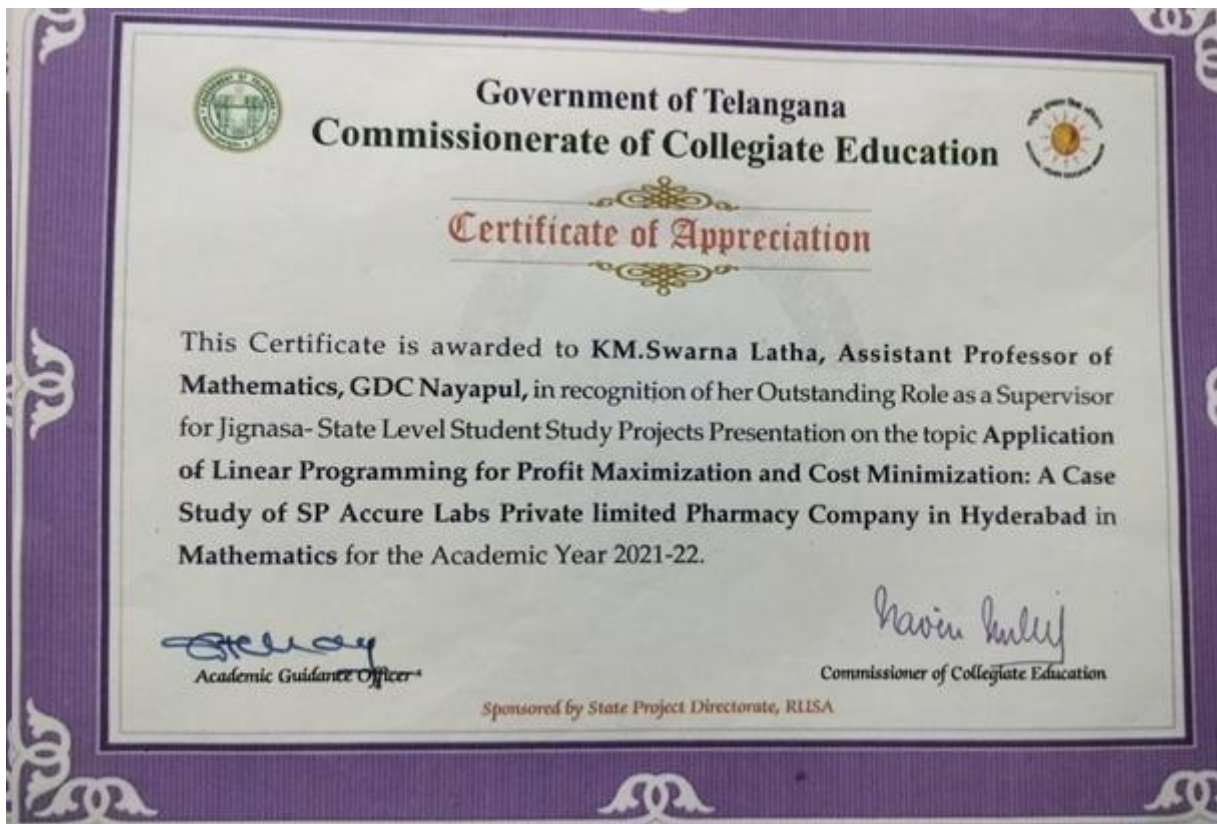 Government of Telangana
Commissionerate of Collegiate Education
Certificate of Appreciation
This Certificate is awarded to KM.Swarna Latha, Assistant Professor of
Mathematics, GDC Nayapul, in recognition of her Outstanding Role as a Supervisor
for Jignasa- State Level Student Study Projects Presentation on the topic Application
of Linear Programming for Profit Maximization and Cost Minimization: A Case
Study of SP Accure Labs Private limited Pharmacy Company in Hyderabad in
Mathematics for the Academic Year 2021-22.
Academic Guidance Officer
Commissioner of Collegiate Education
Sponsored by State Project Directorate, RUSA